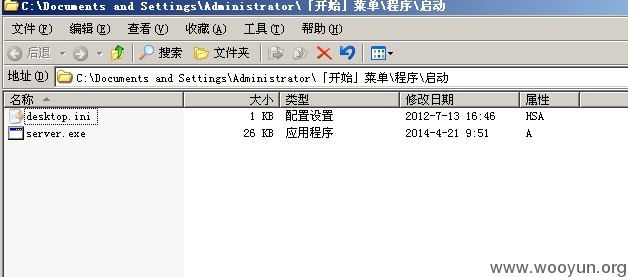 C:\Documents and Settings\Administrator\「开始」菜单\程序\启动
文件(F) 编辑(E) 查看(V) 收藏(A) 工具(T) 帮助(H)
后退 搜索 文件夹
地址(D) C:\Documents and Settings\Administrator\「开始」菜单\程序\启动
名称 大小 类型 修改日期 属性
desktop.ini 1 KB 配置设置 2012-7-13 16:46 HSA
server.exe 26 KB 应用程序 2014-4-21 9:51 A
www.wooyun.org